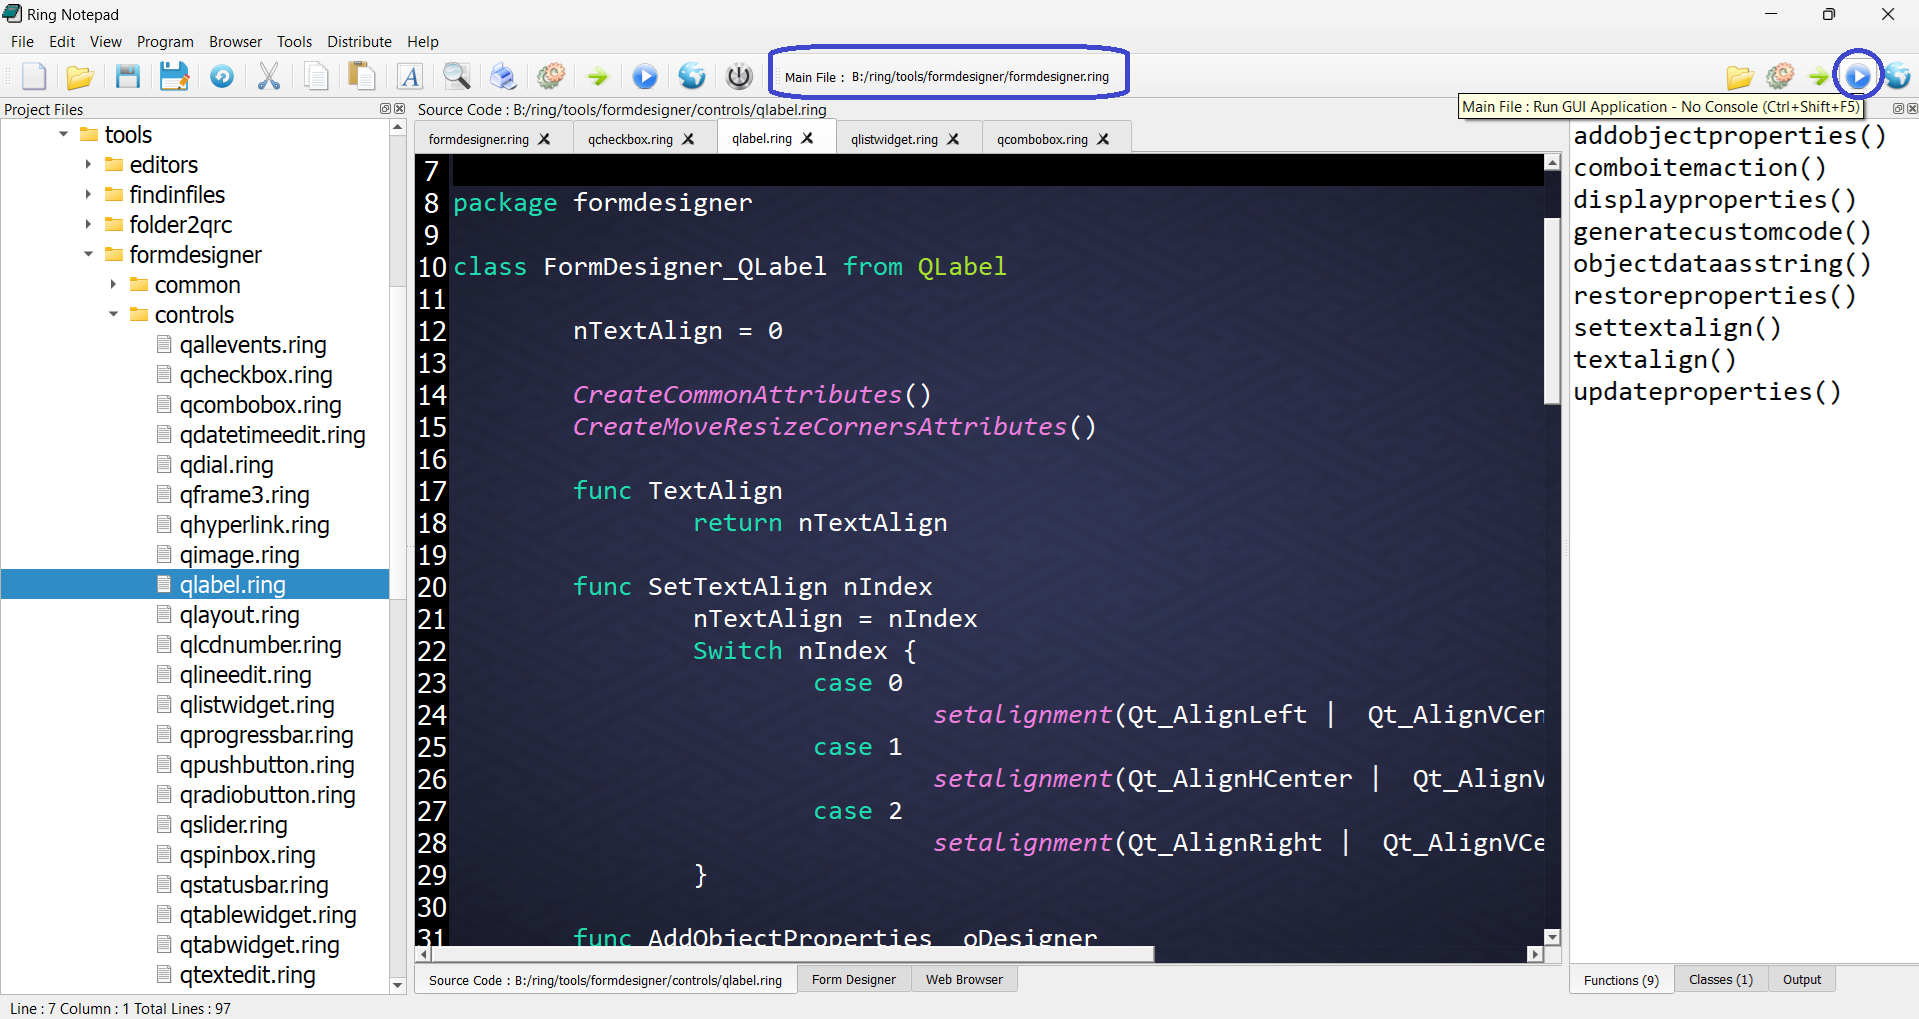 Ring Notepad
File Edit View Program Browser Tools Distribute Help
Main File : B:/ring/tools/formdesigner/formdesigner.ring
Main File : Run GUI Application - No Console (Ctrl+Shift+F5)
Project Files
tools
editors
findinfiles
folder2qrc
formdesigner
common
controls
qallevents.ring
qcheckbox.ring
qcombobox.ring
qdatetimeedit.ring
qdial.ring
qframe3.ring
qhyperlink.ring
qimage.ring
qlabel.ring
qlayout.ring
qlcdnumber.ring
qlineedit.ring
qlistwidget.ring
qprogressbar.ring
qpushbutton.ring
qradiobutton.ring
qslider.ring
qspinbox.ring
qstatusbar.ring
qtablewidget.ring
qtabwidget.ring
qtextedit.ring
Source Code : B:/ring/tools/formdesigner/controls/qlabel.ring
formdesigner.ring qcheckbox.ring qlabel.ring qlistwidget.ring qcombobox.ring
7
8 package formdesigner
9
10 class FormDesigner_QLabel from QLabel
11
12 nTextAlign = 0
13
14 CreateCommonAttributes()
15 CreateMoveResizeCornersAttributes()
16
17 func TextAlign
18 return nTextAlign
19
20 func SetTextAlign nIndex
21 nTextAlign = nIndex
22 Switch nIndex {
23 case 0
24 setalignment(Qt_AlignLeft | Qt_AlignVCen
25 case 1
26 setalignment(Qt_AlignHCenter | Qt_AlignV
27 case 2
28 setalignment(Qt_AlignRight | Qt_AlignVCe
29 }
30
31 func AddObjectProperties oDesigner
Source Code : B:/ring/tools/formdesigner/controls/qlabel.ring Form Designer Web Browser
addobjectproperties()
comboitemaction()
displayproperties()
generatecustomcode()
objectdataasstring()
restoreproperties()
settextalign()
textalign()
updateproperties()
Functions (9) Classes (1) Output
Line : 7 Column : 1 Total Lines : 97